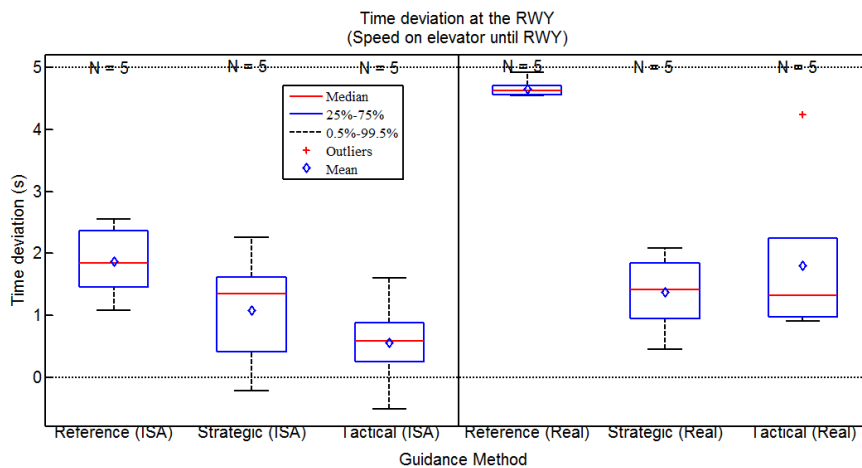 Time deviation at the RWY
(Speed on elevator until RWY)
N = 5 N = 5 N = 5 N = 5 N = 5 N = 5
Median
25%-75%
0.5%-99.5%
Outliers
Mean
Time deviation (s)
5
4
3
2
1
0
Reference (ISA) Strategic (ISA) Tactical (ISA) Reference (Real) Strategic (Real) Tactical (Real)
Guidance Method